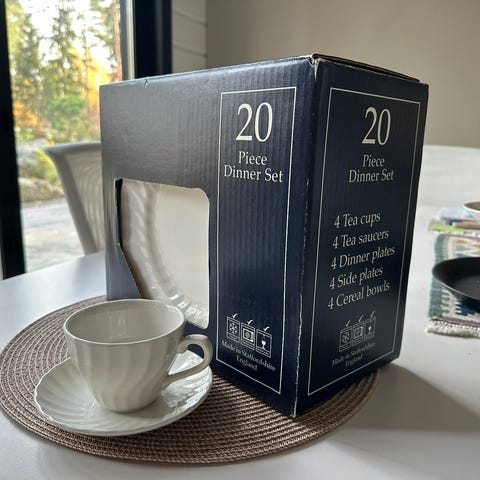 20
Piece
Dinner Set
Made in Staffordshire
England
20
Piece
Dinner Set
4 Tea cups
4 Tea saucers
4 Dinner plates
4 Side plates
4 Cereal bowls
Made in Staffordshire
England